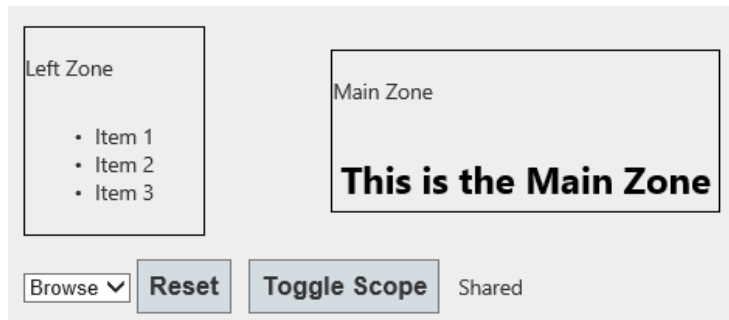 Left Zone
• Item 1
• Item 2
• Item 3
Main Zone
This is the Main Zone
Browse Reset Toggle Scope Shared